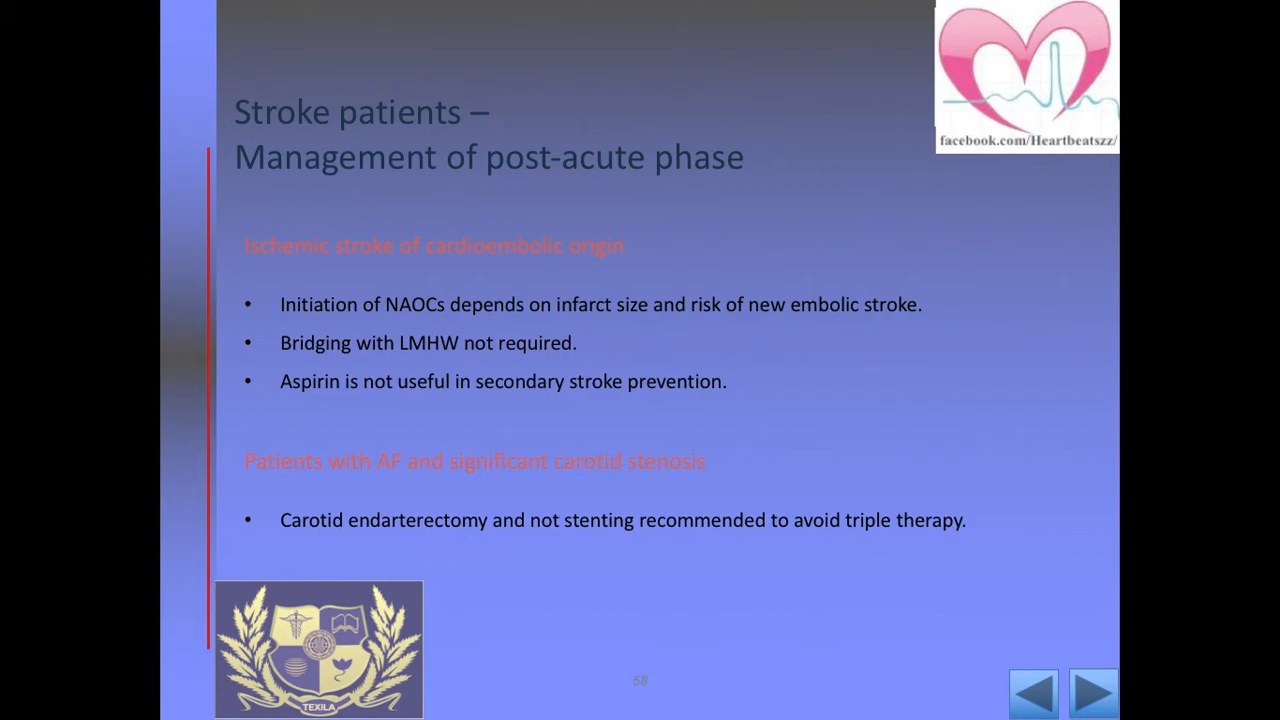 facebook.com/Heartbeatszz/
Stroke patients –
Management of post-acute phase
Ischemic stroke of cardioembolic origin
• Initiation of NAOCs depends on infarct size and risk of new embolic stroke.
• Bridging with LMHW not required.
• Aspirin is not useful in secondary stroke prevention.
Patients with AF and significant carotid stenosis
• Carotid endarterectomy and not stenting recommended to avoid triple therapy.
TEXILA
58